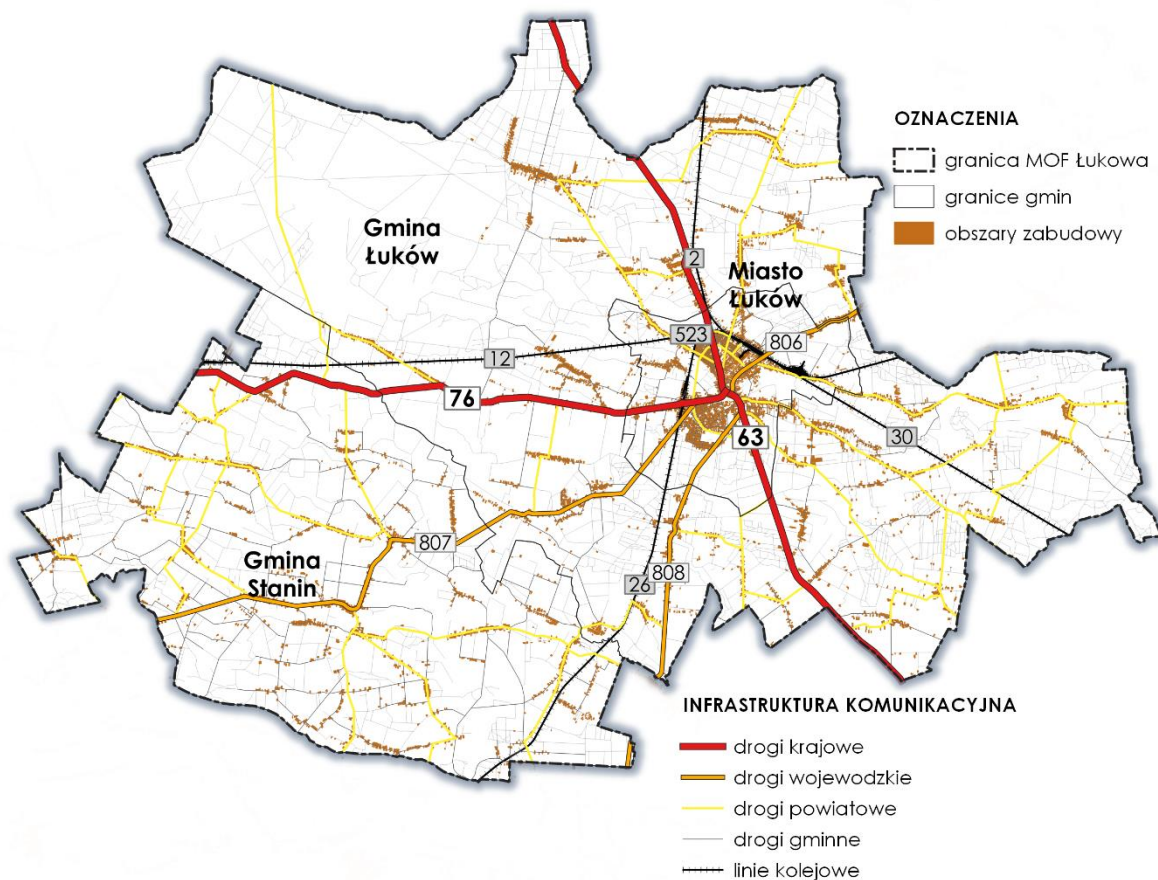 OZNACZENIA
granica MOF Łukowa
granice gmin
obszary zabudowy
Gmina
Łuków
Miasto
Łuków
2
523
806
12
76
63
30
807
Gmina
Stanin
26
808
INFRASTRUKTURA KOMUNIKACYJNA
drogi krajowe
drogi wojewodzkie
drogi powiatowe
drogi gminne
linie kolejowe